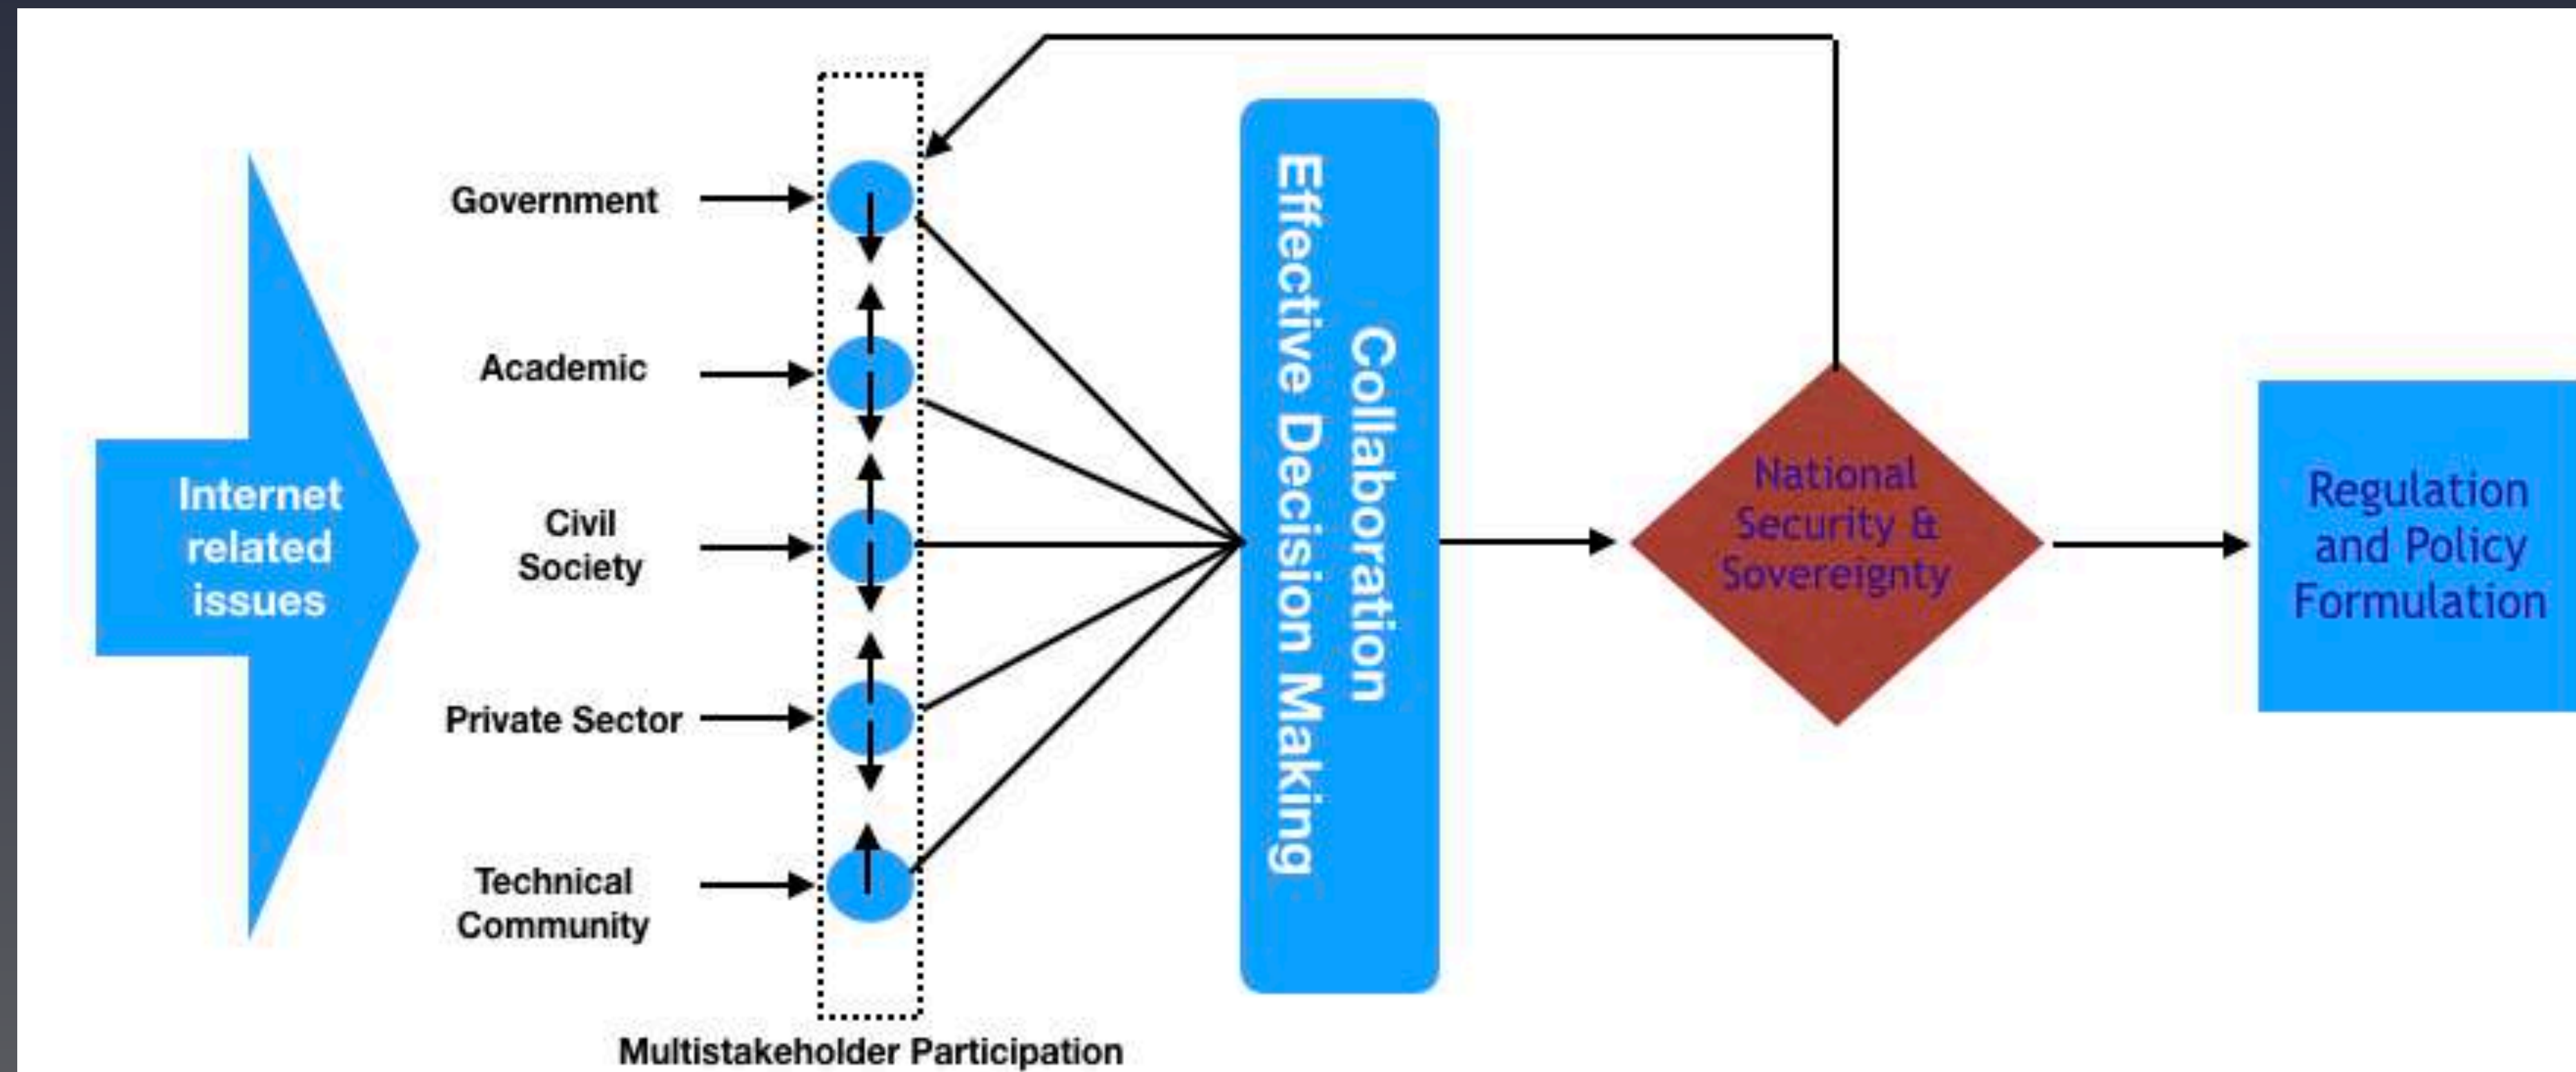 Internet
related
issues
Government
Academic
Civil
Society
Private Sector
Technical
Community
Multistakeholder Participation
Collaboration
Effective Decision Making
National
Security &
Sovereignty
Regulation
and Policy
Formulation